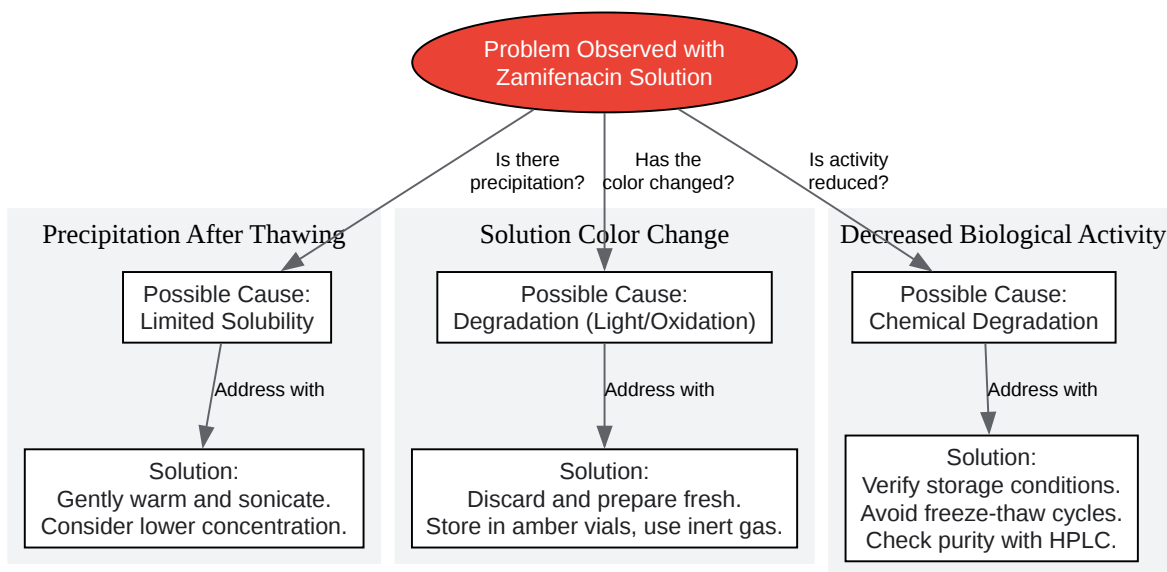 Problem Observed with
Zamifenacin Solution
Is there
precipitation?
Has the
color changed?
Is activity
reduced?
Precipitation After Thawing
Possible Cause:
Limited Solubility
Address with
Solution:
Gently warm and sonicate.
Consider lower concentration.
Solution Color Change
Possible Cause:
Degradation (Light/Oxidation)
Address with
Solution:
Discard and prepare fresh.
Store in amber vials, use inert gas.
Decreased Biological Activity
Possible Cause:
Chemical Degradation
Address with
Solution:
Verify storage conditions.
Avoid freeze-thaw cycles.
Check purity with HPLC.